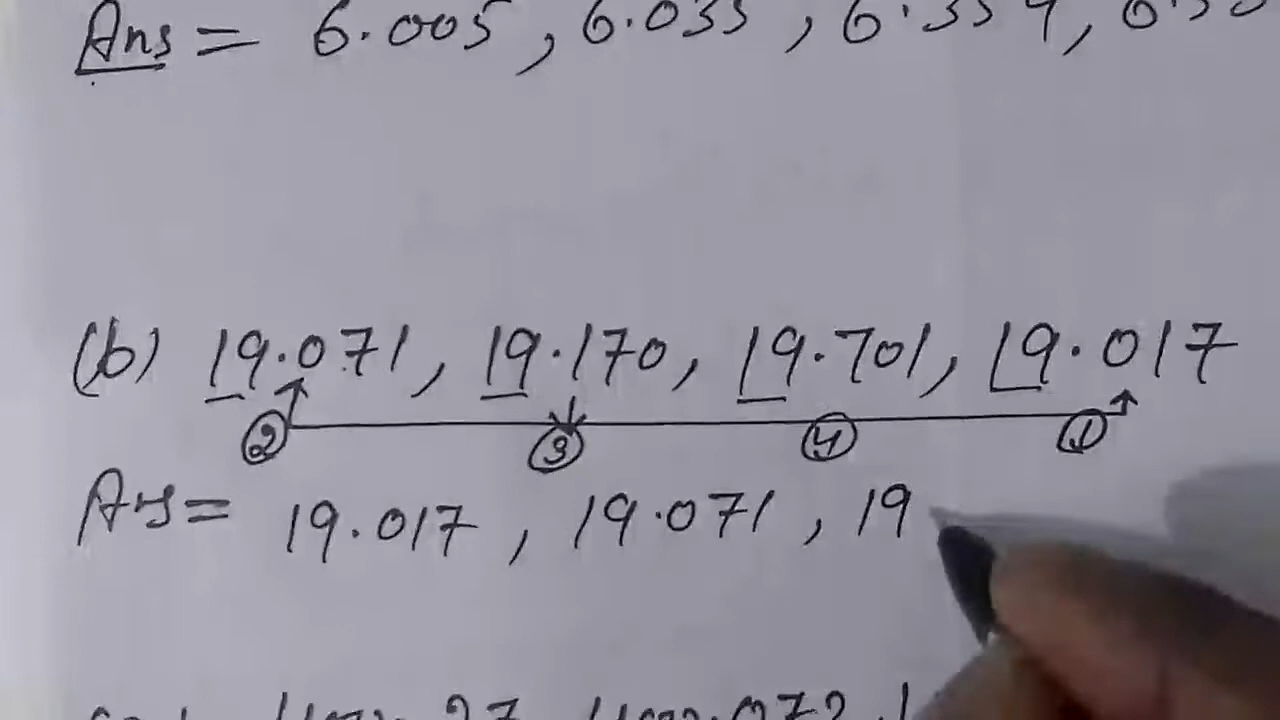 Ans = 6.005, 6.035, 6.354,
(b) 19.071, 19.170, 19.701, 19.017
2 3 4 1
Ans = 19.017, 19.071, 19